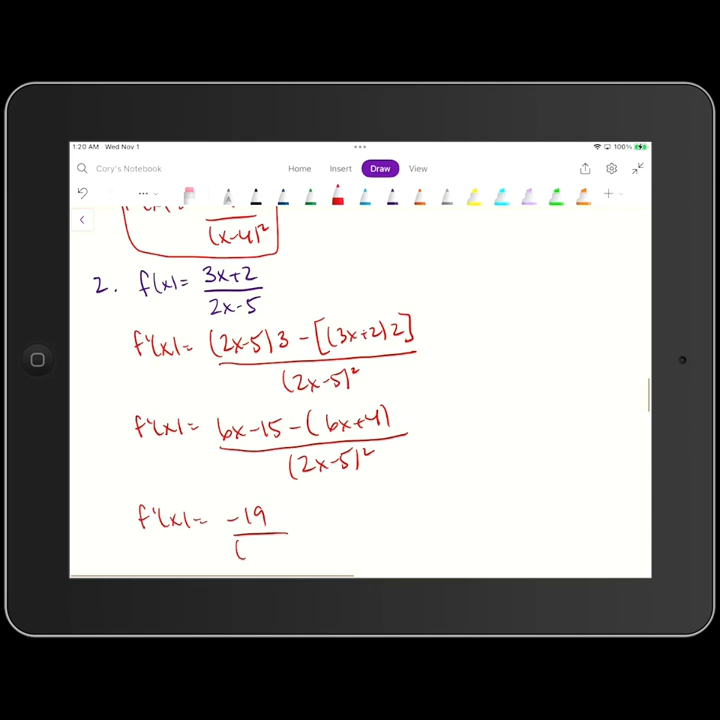 1:20 AM Wed Nov 1
100%
Cory's Notebook
Home Insert Draw View
(x-4)²
2. f(x)= 3x+2
2x-5
f'(x)= (2x-5)3-[(3x+2)2]
(2x-5)²
f'(x)= 6x-15-(6x+4)
(2x-5)²
f'(x)= -19
(